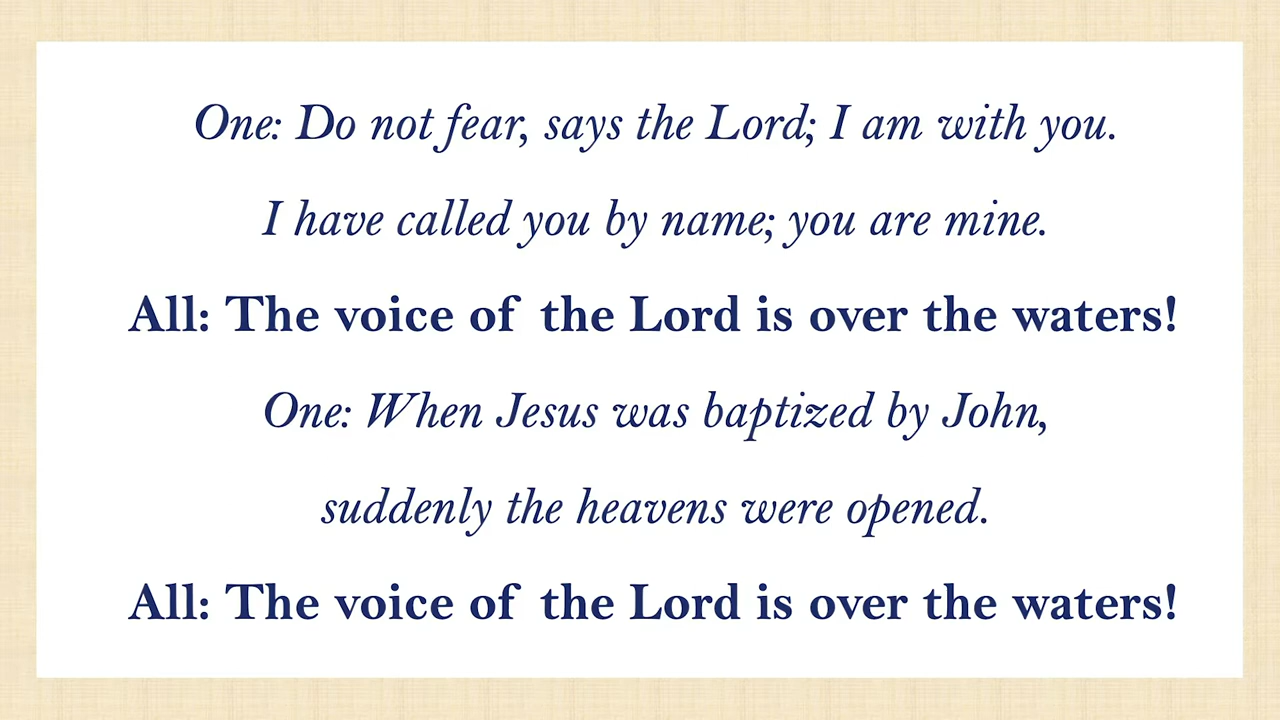 One: Do not fear, says the Lord; I am with you.
I have called you by name; you are mine.
All: The voice of the Lord is over the waters!
One: When Jesus was baptized by John,
suddenly the heavens were opened.
All: The voice of the Lord is over the waters!